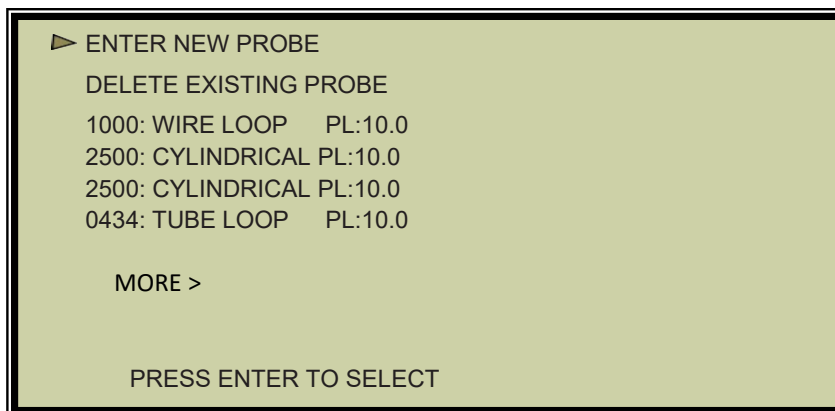 ENTER NEW PROBE
DELETE EXISTING PROBE
1000: WIRE LOOP PL:10.0
2500: CYLINDRICAL PL:10.0
2500: CYLINDRICAL PL:10.0
0434: TUBE LOOP PL:10.0
MORE >
PRESS ENTER TO SELECT